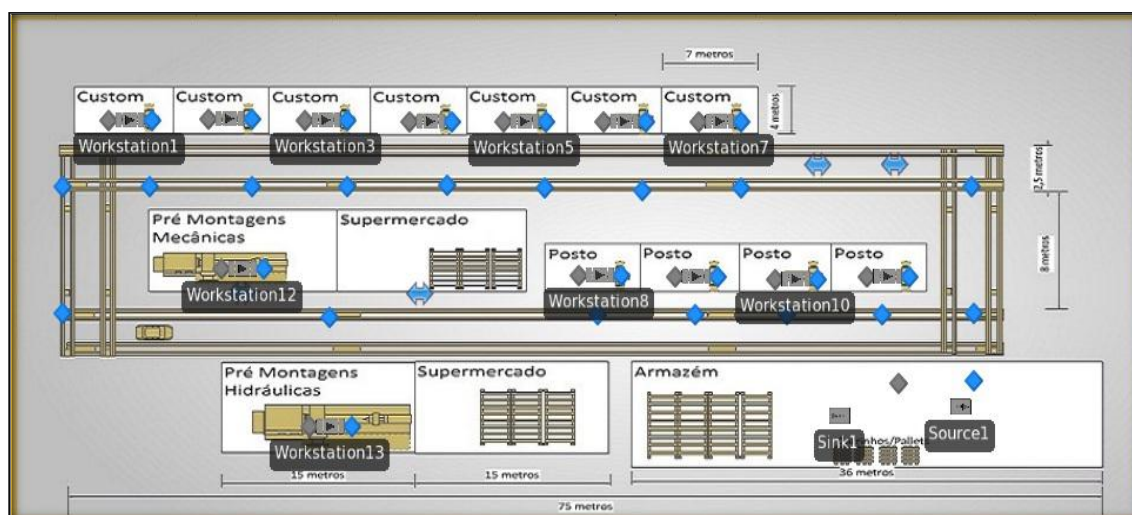 7 metros
Custom Custom Custom Custom Custom Custom Custom
4 metros
Workstation1 Workstation3 Workstation5 Workstation7
2,5 metros
Pré Montagens
Mecânicas
Supermercado
8 metros
Posto Posto Posto Posto
Workstation12
Workstation8 Workstation10
Pré Montagens
Hidráulicas
Supermercado
Armazém
Workstation13
Sink1
Source1
15 metros 15 metros
36 metros
75 metros